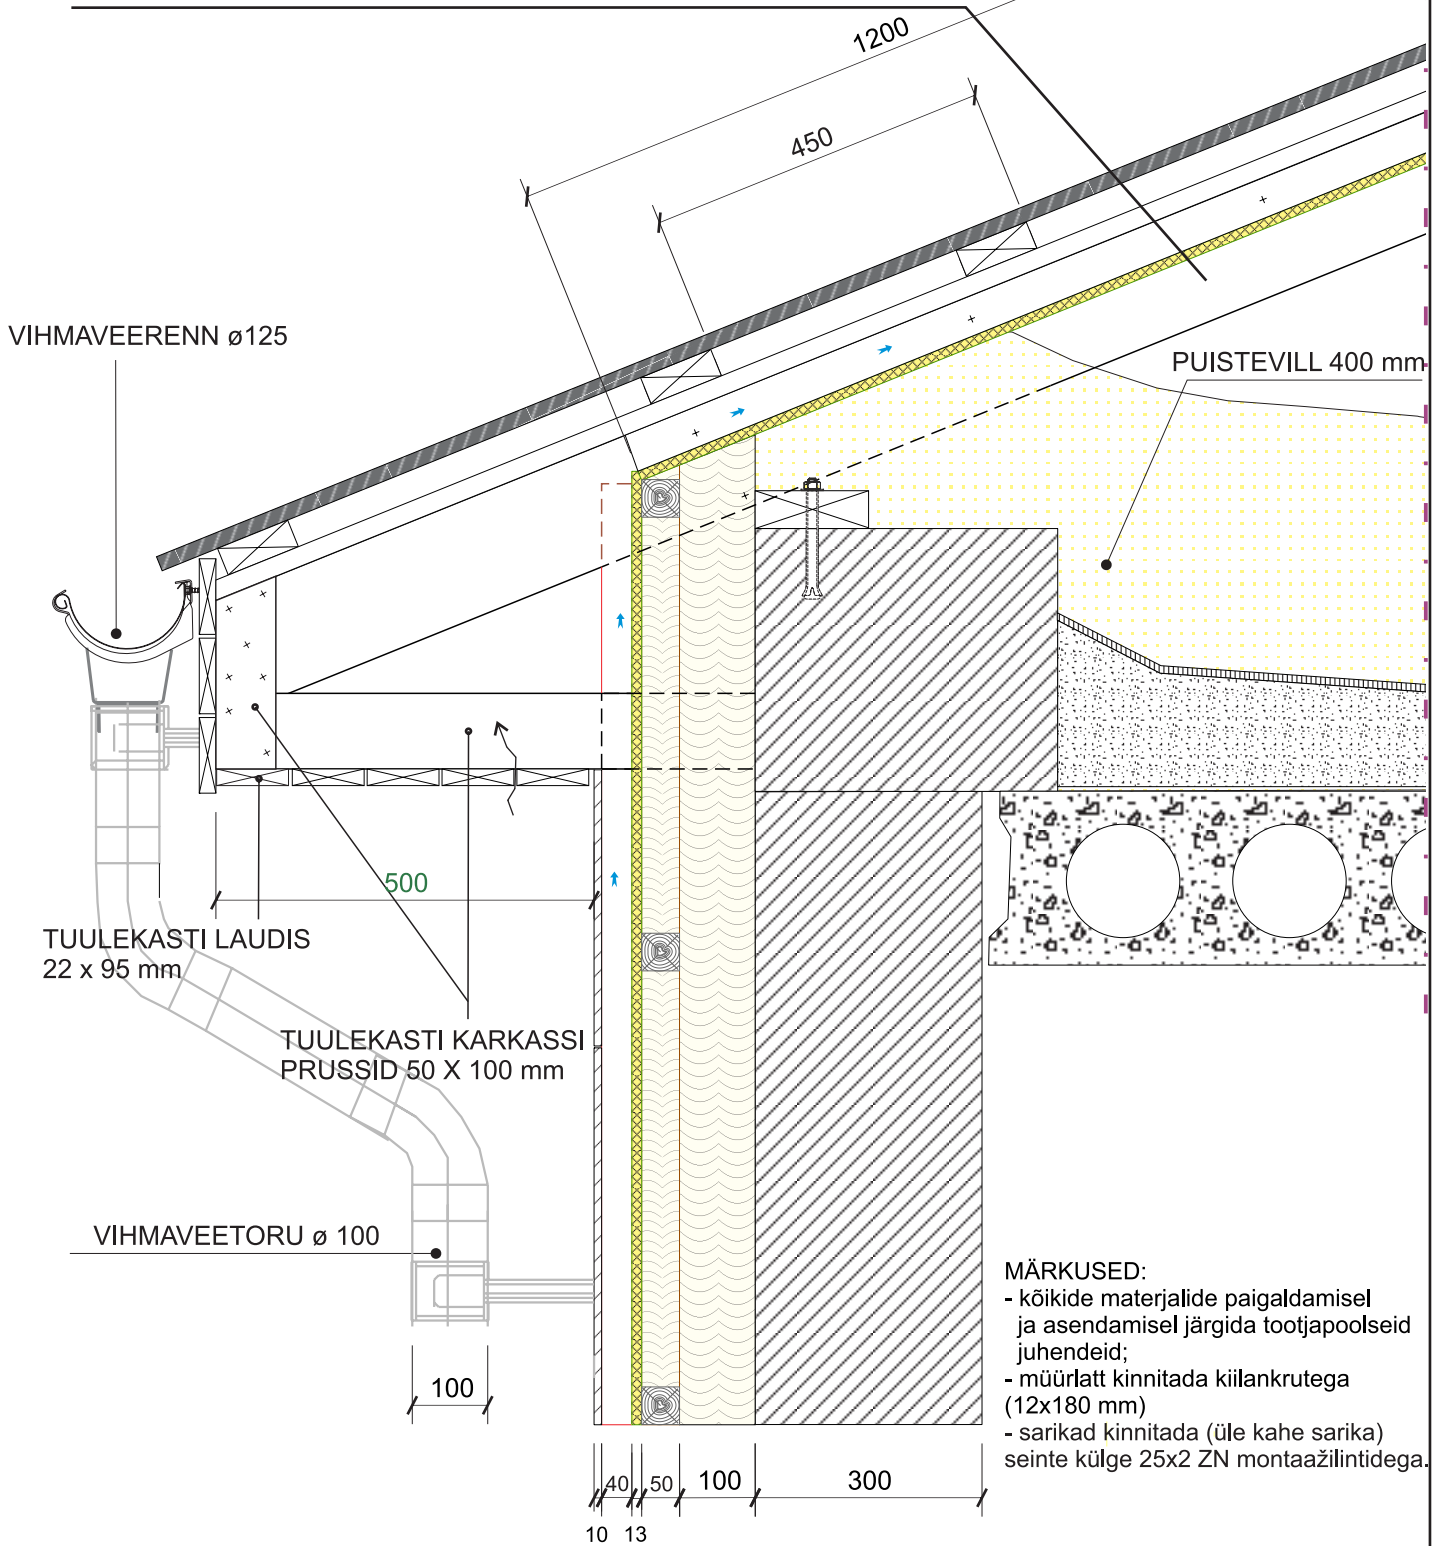 1200
450
VIHMAVEERENN ø125
PUISTEVILL 400 mm
500
TUULEKASTI LAUDIS
22 x 95 mm
TUULEKASTI KARKASSI
PRUSSID 50 X 100 mm
VIHMAVEETORU ø 100
MÄRKUSED:
- kõikide materjalide paigaldamisel
ja asendamisel järgida tootjapoolseid
juhendeid;
- müürlatt kinnitada kiilankrutega
(12x180 mm)
- sarikad kinnitada (üle kahe sarika)
seinte külge 25x2 ZN montaažilintidega.
100
40 50 100 300
10 13